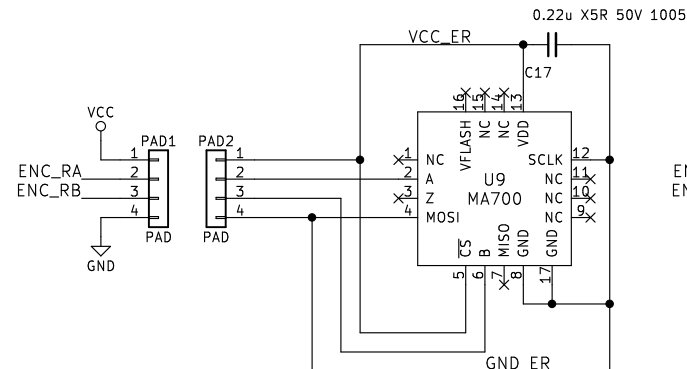 0.22u X5R 50V 1005
VCC_ER
C17
VCC
16 15 14 13
PAD1 PAD2
VFLASH NC NC VDD
1 1 1 NC SCLK 12
ENC_RA 2 2 2 A U9 NC 11
ENC_RB 3 3 3 Z MA700 NC 10
4 4 4 MOSI NC 9
PAD PAD
CS B MISO GND GND
GND
5 6 7 8 17
GND_ER